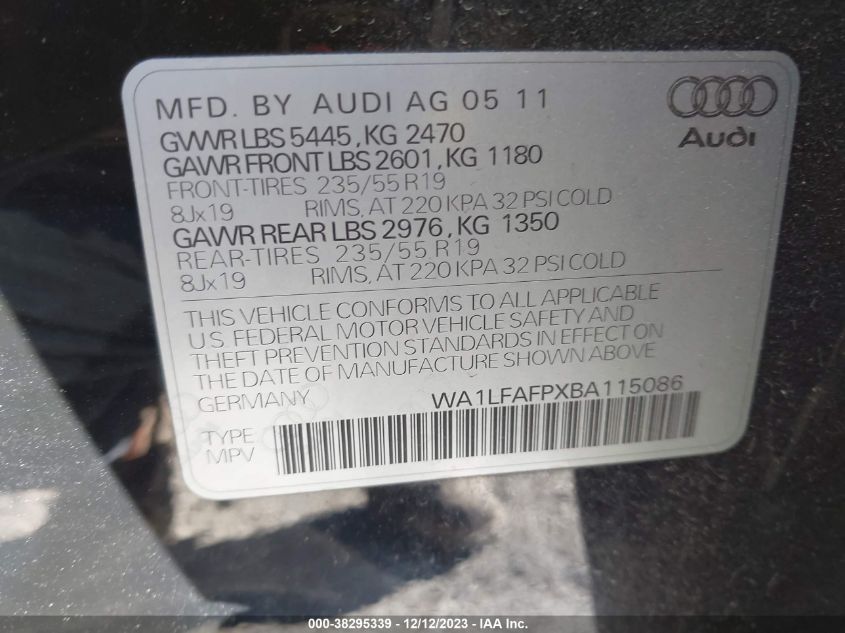 MFD. BY AUDI AG 05 11
GVWR LBS 5445, KG 2470
GAWR FRONT LBS 2601, KG 1180
FRONT-TIRES 235/55 R19
8Jx19 RIMS, AT 220 KPA 32 PSI COLD
GAWR REAR LBS 2976, KG 1350
REAR-TIRES 235/55 R19
8Jx19 RIMS, AT 220 KPA 32 PSI COLD
Audi
THIS VEHICLE CONFORMS TO ALL APPLICABLE
U.S. FEDERAL MOTOR VEHICLE SAFETY AND
THEFT PREVENTION STANDARDS IN EFFECT ON
THE DATE OF MANUFACTURE SHOWN ABOVE
GERMANY WA1LFAFPXBA115086
TYPE
MPV
000-38295339 - 12/12/2023 - IAA Inc.